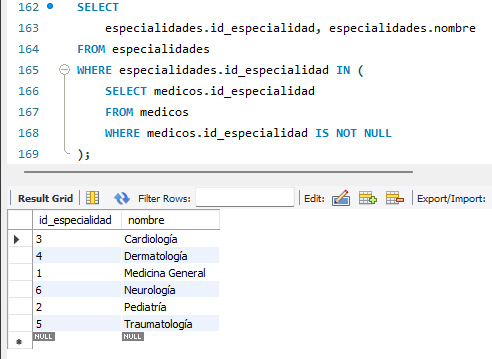 162 SELECT
163 especialidades.id_especialidad, especialidades.nombre
164 FROM especialidades
165 WHERE especialidades.id_especialidad IN (
166 SELECT medicos.id_especialidad
167 FROM medicos
168 WHERE medicos.id_especialidad IS NOT NULL
169 );
Result Grid Filter Rows: Edit: Export/Import:
id_especialidad nombre
3 Cardiología
4 Dermatología
1 Medicina General
6 Neurología
2 Pediatría
5 Traumatología
NULL NULL